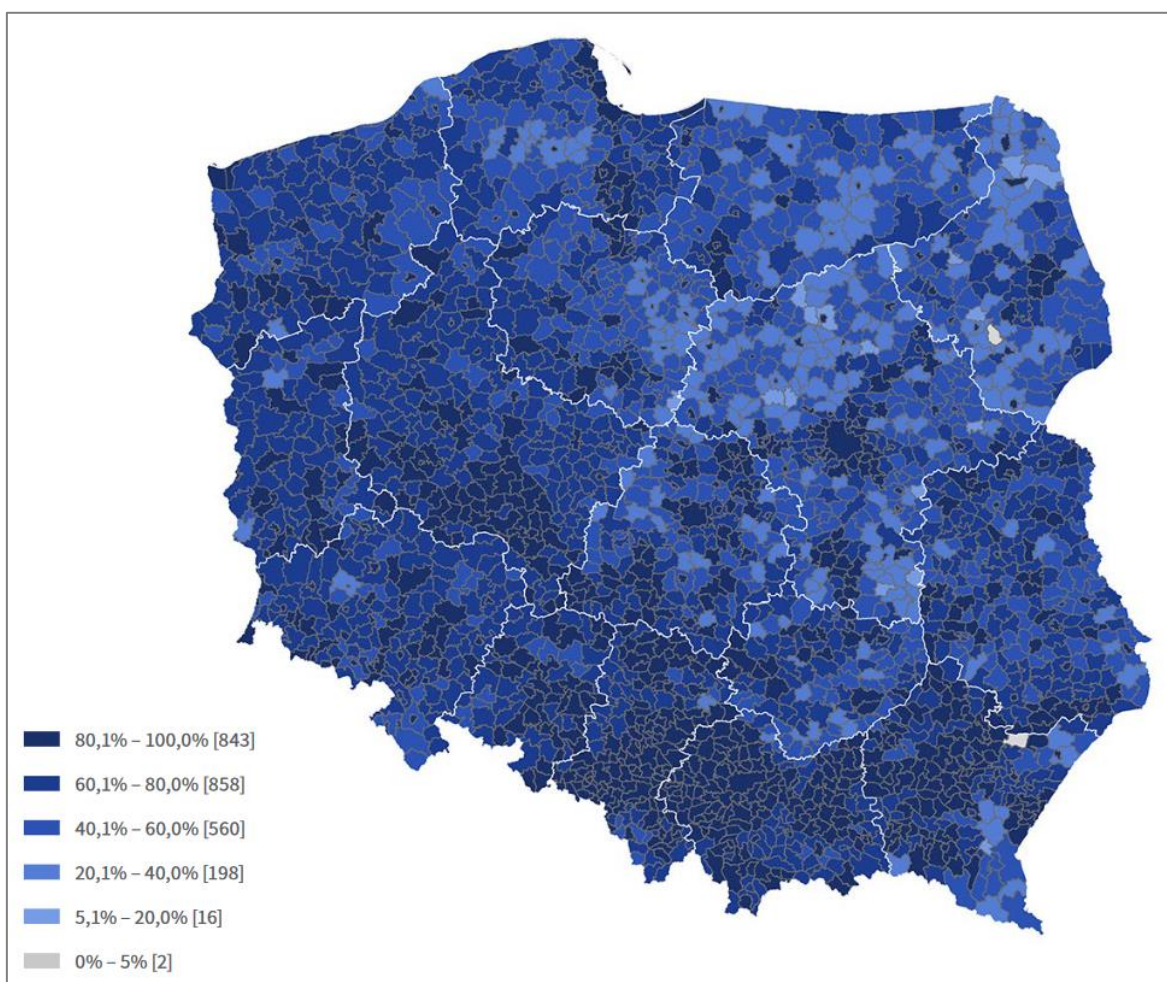 80,1% – 100,0% [843]
60,1% – 80,0% [858]
40,1% – 60,0% [560]
20,1% – 40,0% [198]
5,1% – 20,0% [16]
0% – 5% [2]